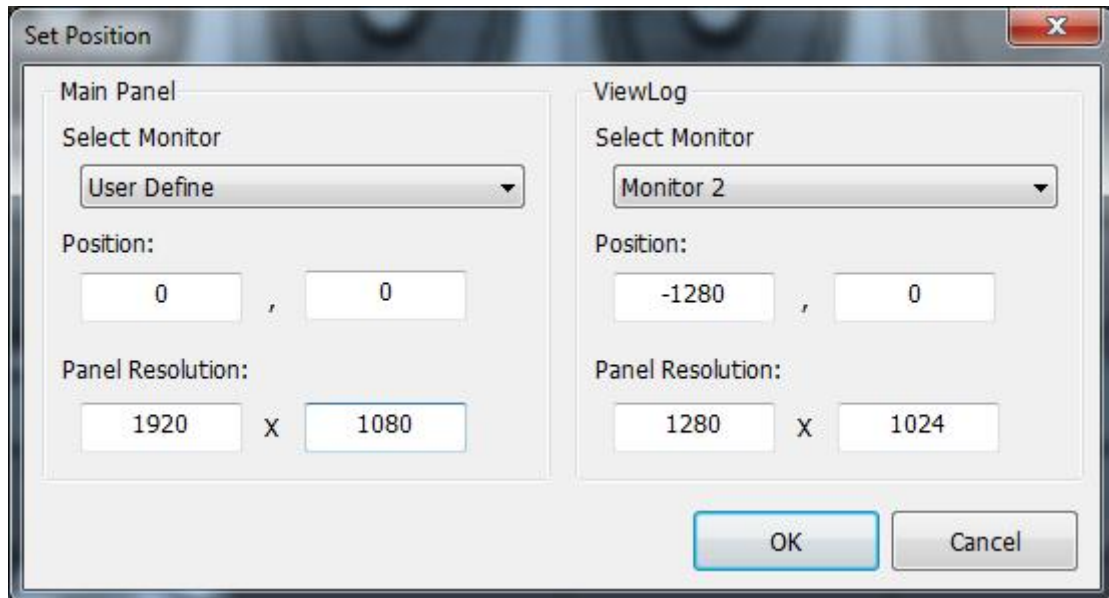 Set Position
Main Panel
Select Monitor
User Define
Position:
0 , 0
Panel Resolution:
1920 X 1080
ViewLog
Select Monitor
Monitor 2
Position:
-1280 , 0
Panel Resolution:
1280 X 1024
OK Cancel